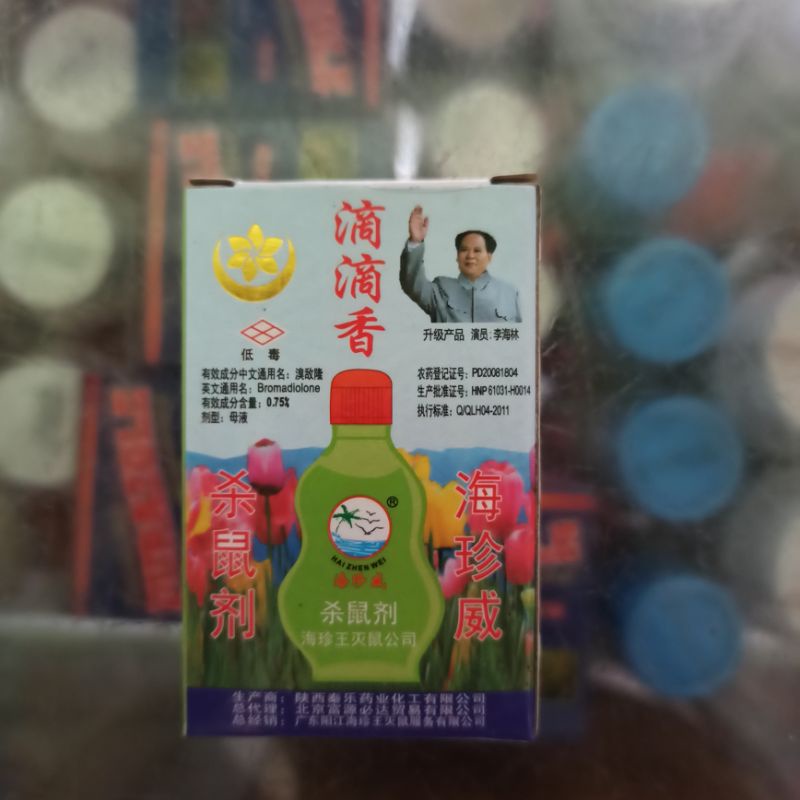 滴滴香
升级产品 演员:李海林
低毒
有效成分中文通用名:溴敌隆
英文通用名:Bromadiolone
有效成分含量:0.75%
剂型:母液
农药登记证号:PD20081804
生产批准证号:HNP 61031-H0014
执行标准:Q/QLH04-2011
杀鼠剂
海珍威
®
HAI ZHEN WEI
海珍威
杀鼠剂
海珍王灭鼠公司
生产商:陕西秦乐药业化工有限公司
总代理:北京富源必达贸易有限公司
总经销:广东阳江海珍王灭鼠服务有限公司